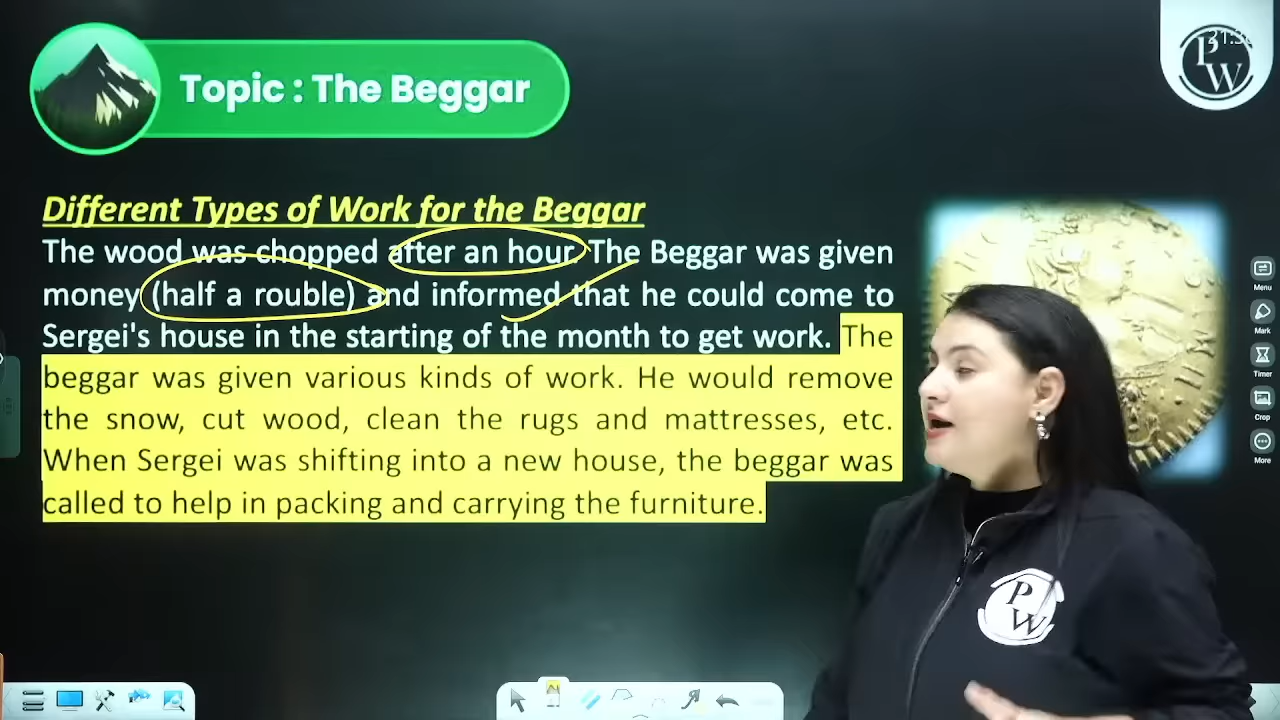 Topic : The Beggar
P
W
Different Types of Work for the Beggar
The wood was chopped after an hour. The Beggar was given
money (half a rouble) and informed that he could come to
Sergei's house in the starting of the month to get work. The
beggar was given various kinds of work. He would remove
the snow, cut wood, clean the rugs and mattresses, etc.
When Sergei was shifting into a new house, the beggar was
called to help in packing and carrying the furniture.
Menu
Mark
Timer
Crop
More
P
W